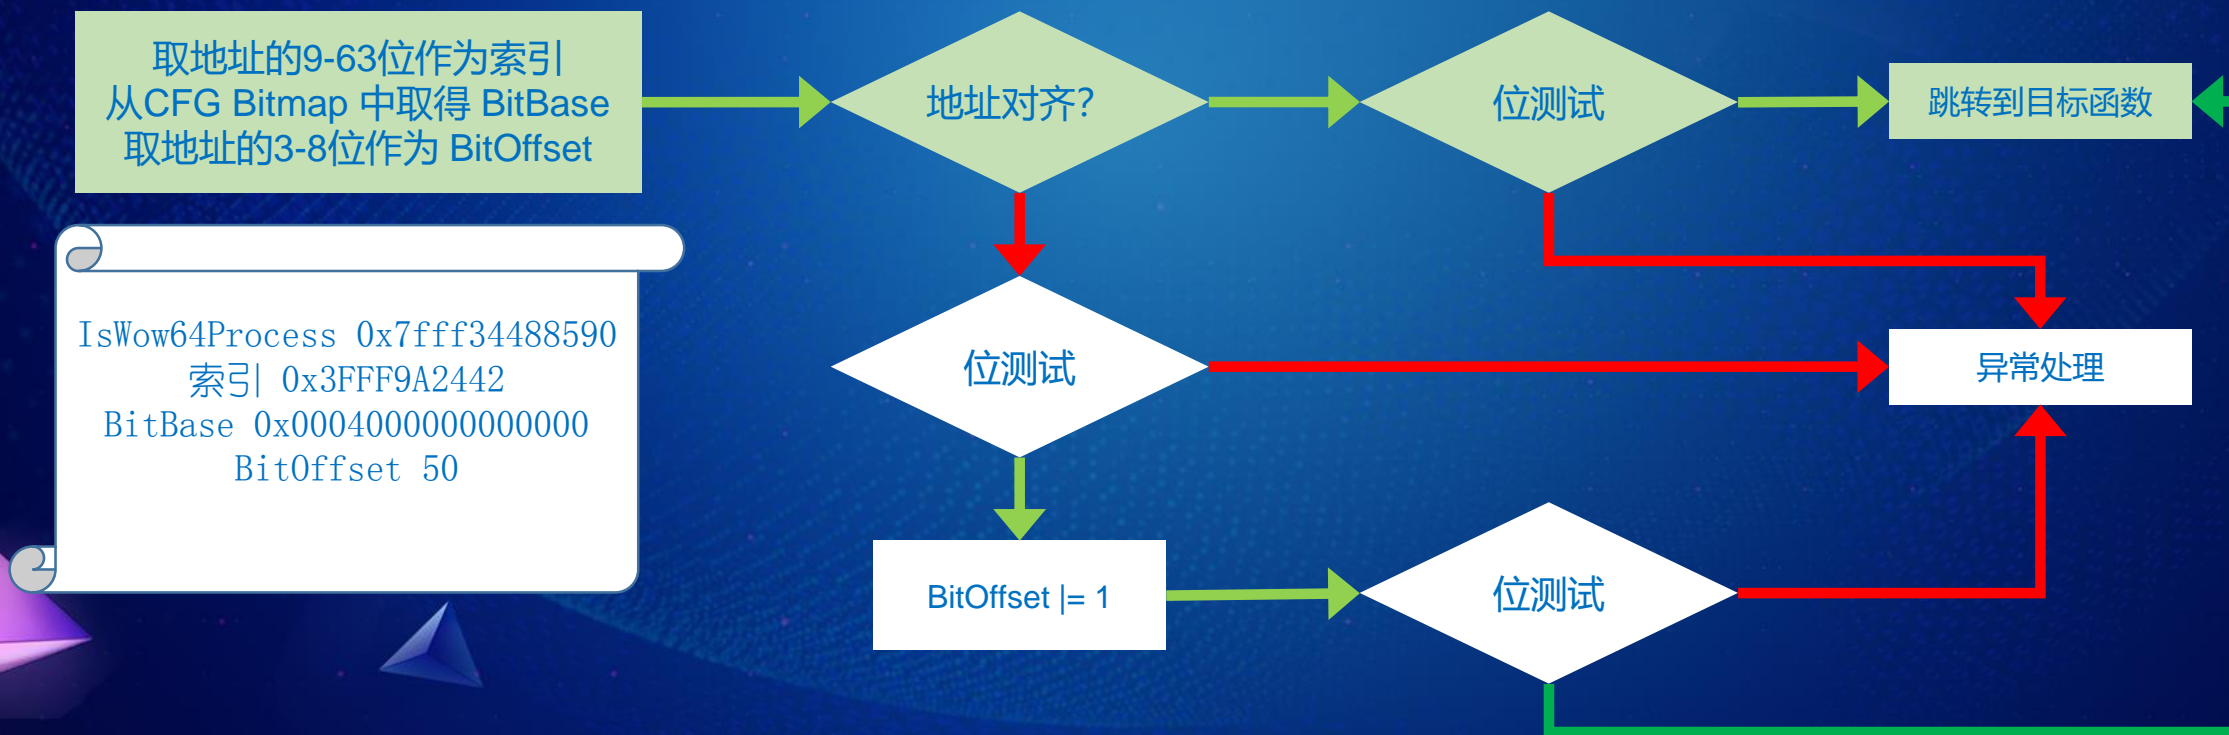 取地址的9-63位作为索引
从CFG Bitmap 中取得 BitBase
取地址的3-8位作为 BitOffset
地址对齐？
位测试
跳转到目标函数
IsWow64Process 0x7fff34488590
索引 0x3FFF9A2442
BitBase 0x0004000000000000
BitOffset 50
位测试
异常处理
BitOffset |= 1
位测试